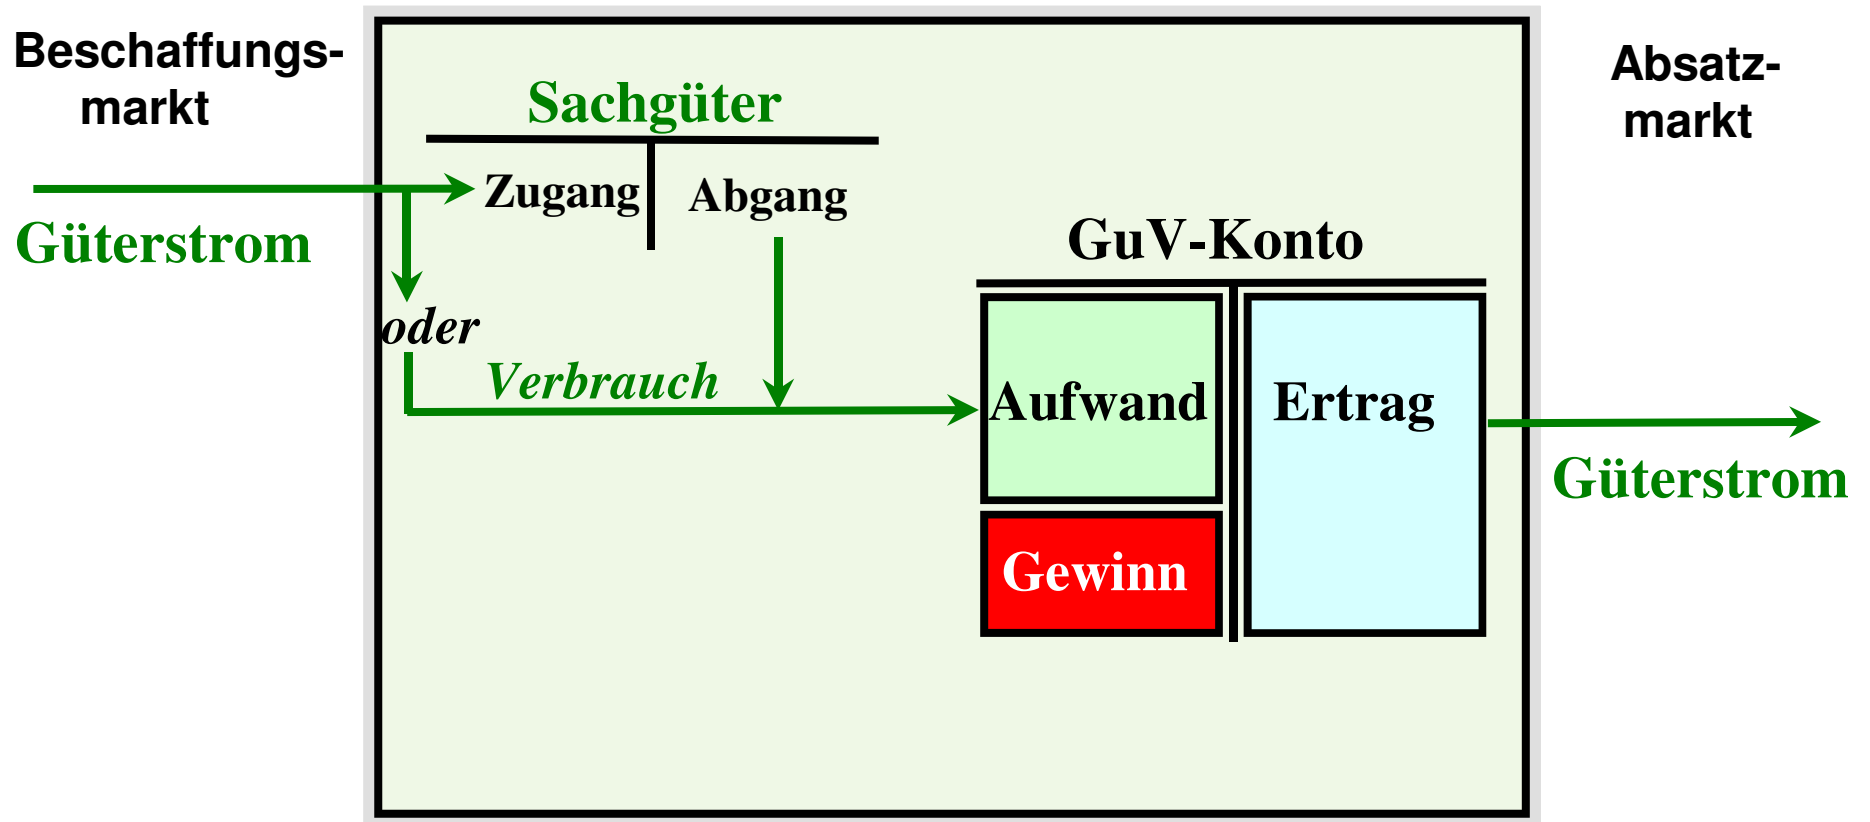 Beschaffungs-
markt
Absatz-
markt
Sachgüter
Zugang
Abgang
Güterstrom
GuV-Konto
oder
Verbrauch
Aufwand
Ertrag
Güterstrom
Gewinn